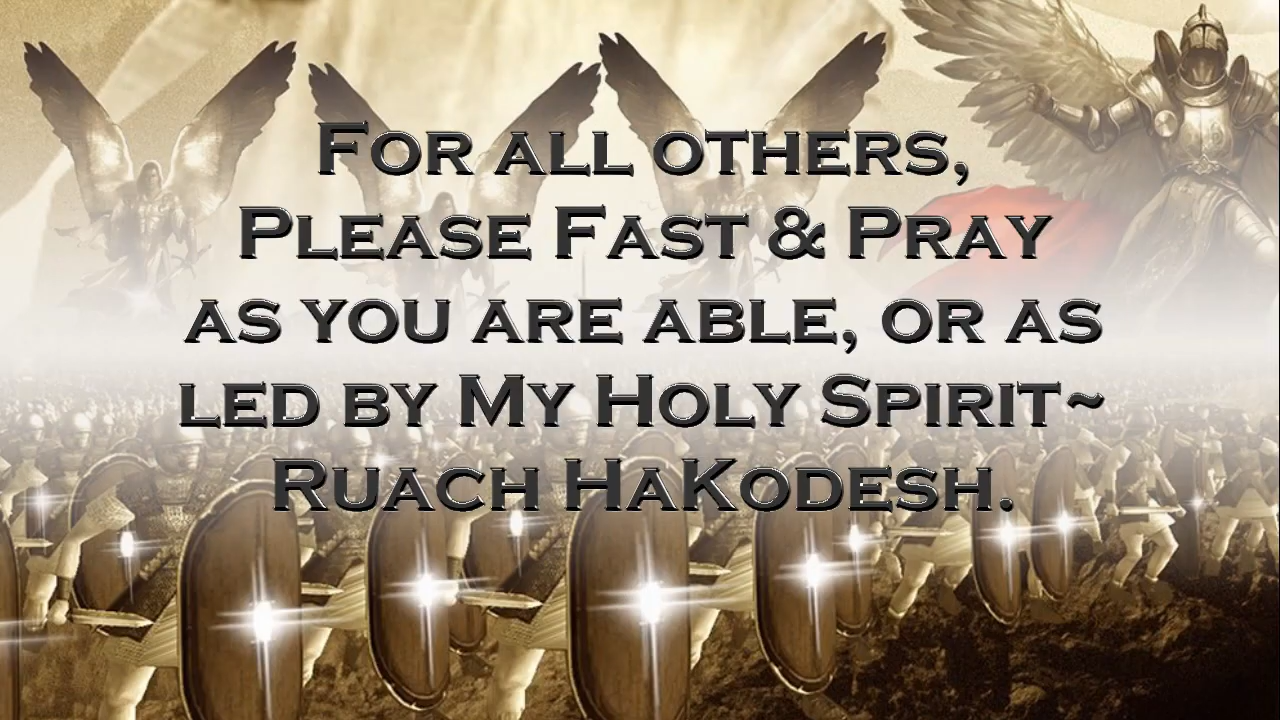 For all others,
Please Fast & Pray
as you are able, or as
led by My Holy Spirit~
Ruach HaKodesh.